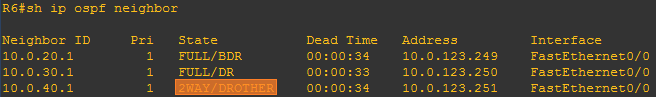 R6#sh ip ospf neighbor
Neighbor ID Pri State Dead Time Address Interface
10.0.20.1 1 FULL/BDR 00:00:34 10.0.123.249 FastEthernet0/0
10.0.30.1 1 FULL/DR 00:00:33 10.0.123.250 FastEthernet0/0
10.0.40.1 1 2WAY/DROTHER 00:00:34 10.0.123.251 FastEthernet0/0